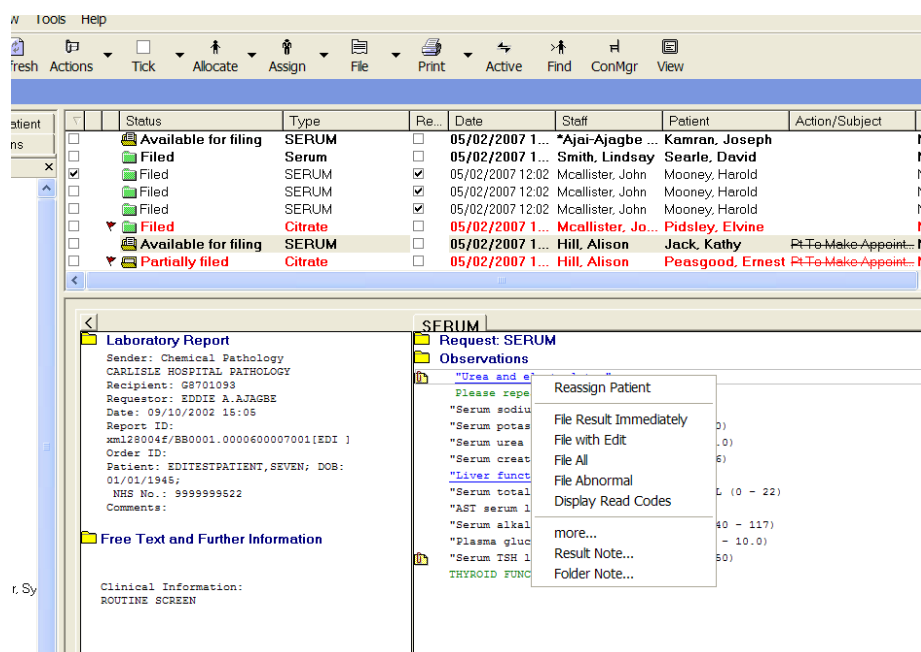 w Tools Help
fresh Actions Tick Allocate Assign File Print Active Find ConMgr View
atient
ns
Status Type Re... Date Staff Patient Action/Subject
Available for filing SERUM 05/02/2007 1... *Ajai-Ajagbe ... Kamran, Joseph
Filed Serum 05/02/2007 1... Smith, Lindsay Searle, David
Filed SERUM 05/02/2007 12:02 Mcallister, John Mooney, Harold
Filed SERUM 05/02/2007 12:02 Mcallister, John Mooney, Harold
Filed SERUM 05/02/2007 12:02 Mcallister, John Mooney, Harold
Filed Citrate 05/02/2007 1... Mcallister, Jo... Pidsley, Elvine
Available for filing SERUM 05/02/2007 1... Hill, Alison Jack, Kathy Pt To Make Appoint...
Partially filed Citrate 05/02/2007 1... Hill, Alison Peasgood, Ernest Pt To Make Appoint...
r, Sy
Laboratory Report
Sender: Chemical Pathology
CARLISLE HOSPITAL PATHOLOGY
Recipient: G8701093
Requestor: EDDIE A.AJAGBE
Date: 09/10/2002 15:05
Report ID:
xml28004f/BB0001.0000600007001[EDI ]
Order ID:
Patient: EDITESTPATIENT,SEVEN; DOB:
01/01/1945;
NHS No.: 9999999522
Comments:
Free Text and Further Information
Clinical Information:
ROUTINE SCREEN
SERUM
Request: SERUM
Observations
"Urea and el
Please repe
"Serum sodiu
"Serum potas 0)
"Serum urea .0)
"Serum creat 6)
"Liver funct
"Serum total L (0 - 22)
"AST serum l
"Serum alkal 40 - 117)
"Plasma gluc - 10.0)
"Serum TSH l 50)
THYROID FUNC
Reassign Patient
File Result Immediately
File with Edit
File All
File Abnormal
Display Read Codes
more...
Result Note...
Folder Note...